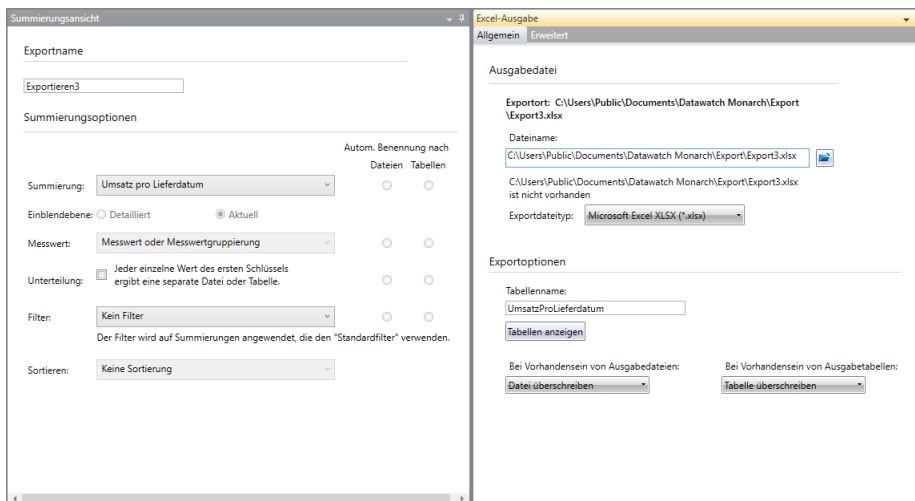 Summierungsansicht
Exportname
Exportieren3
Summierungsoptionen
Autom. Benennung nach
Dateien Tabellen
Summierung: Umsatz pro Lieferdatum
Einblendebene: Detailliert Aktuell
Messwert: Messwert oder Messwertgruppierung
Unterteilung: Jeder einzelne Wert des ersten Schlüssels
ergibt eine separate Datei oder Tabelle.
Filter: Kein Filter
Der Filter wird auf Summierungen angewendet, die den "Standardfilter" verwenden.
Sortieren: Keine Sortierung
Excel-Ausgabe
Allgemein Erweitert
Ausgabedatei
Exportort: C:\Users\Public\Documents\Datawatch Monarch\Export
\Export3.xlsx
Dateiname:
C:\Users\Public\Documents\Datawatch Monarch\Export\Export3.xlsx
C:\Users\Public\Documents\Datawatch Monarch\Export\Export3.xlsx
ist nicht vorhanden
Exportdateityp: Microsoft Excel XLSX (*.xlsx)
Exportoptionen
Tabellenname:
UmsatzProLieferdatum
Tabellen anzeigen
Bei Vorhandensein von Ausgabedateien: Bei Vorhandensein von Ausgabetabellen:
Datei überschreiben Tabelle überschreiben